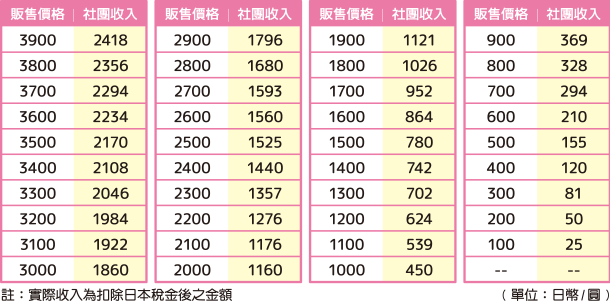 販售價格 社團收入 販售價格 社團收入 販售價格 社團收入 販售價格 社團收入
3900 2418 2900 1796 1900 1121 900 369
3800 2356 2800 1680 1800 1026 800 328
3700 2294 2700 1593 1700 952 700 294
3600 2234 2600 1560 1600 864 600 210
3500 2170 2500 1525 1500 780 500 155
3400 2108 2400 1440 1400 742 400 120
3300 2046 2300 1357 1300 702 300 81
3200 1984 2200 1276 1200 624 200 50
3100 1922 2100 1176 1100 539 100 25
3000 1860 2000 1160 1000 450 -- --
註：實際收入為扣除日本稅金後之金額 （單位：日幣/圓）